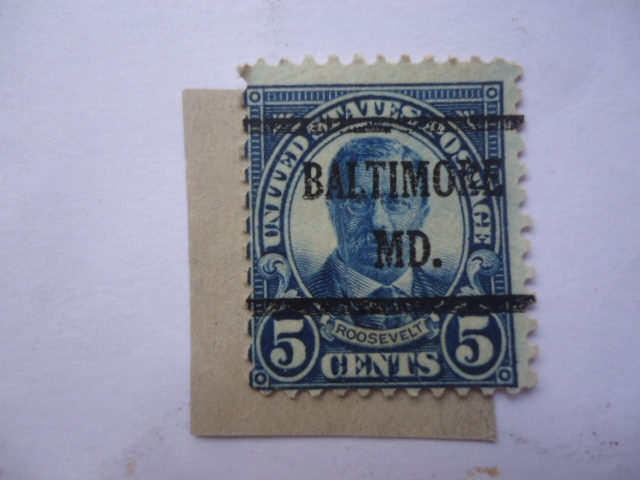 UNITED STATES POSTAGE
BALTIMORE
MD.
ROOSEVELT
5 CENTS 5